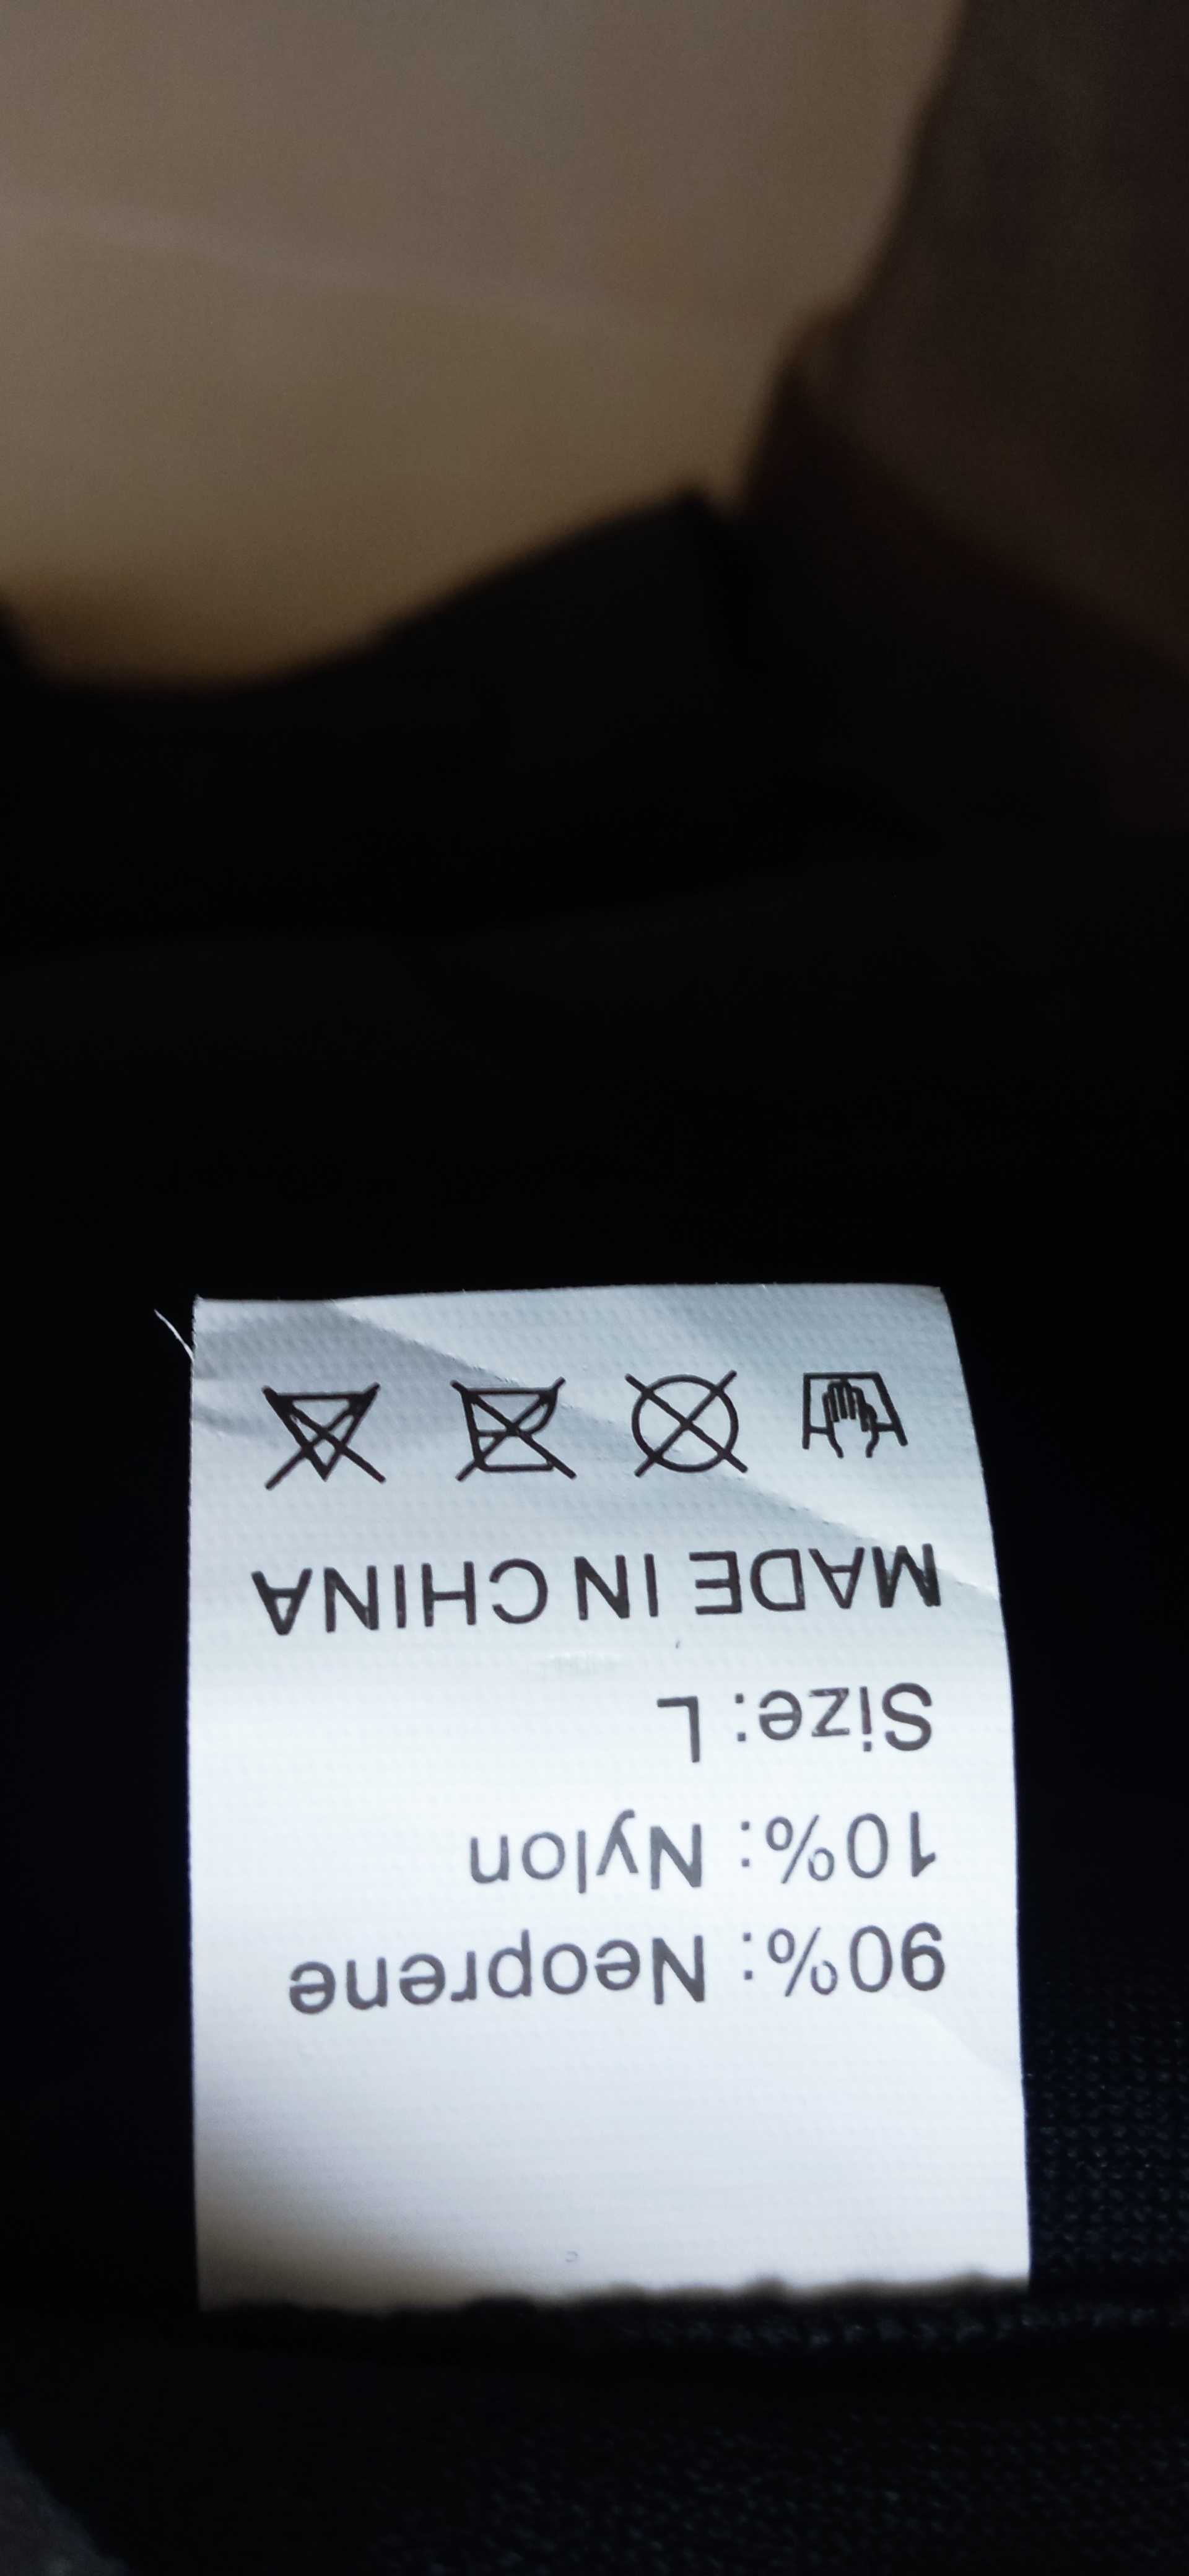 90%: Neoprene
10%: Nylon
Size: L
MADE IN CHINA